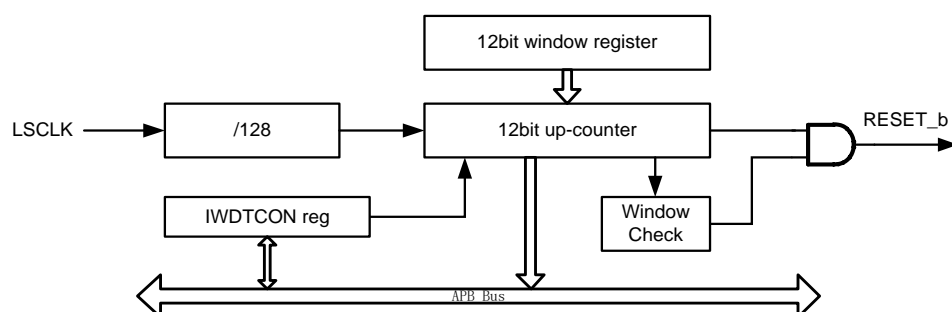 12bit window register
LSCLK
/128
12bit up-counter
RESET_b
IWDTCON reg
Window
Check
APB Bus